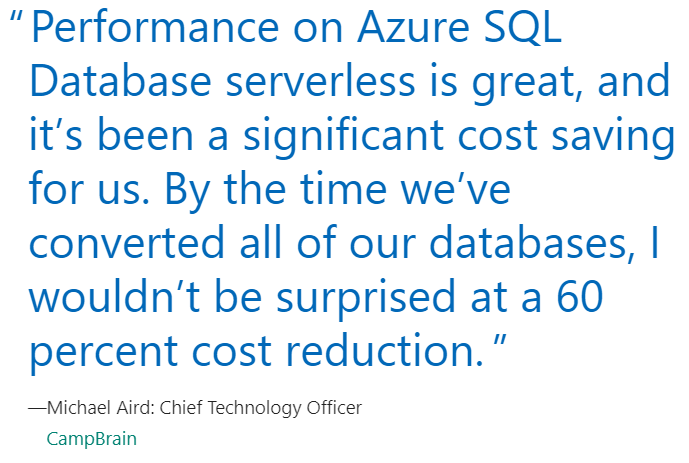 “Performance on Azure SQL
Database serverless is great, and
it’s been a significant cost saving
for us. By the time we’ve
converted all of our databases, I
wouldn’t be surprised at a 60
percent cost reduction.”
—Michael Aird: Chief Technology Officer
CampBrain